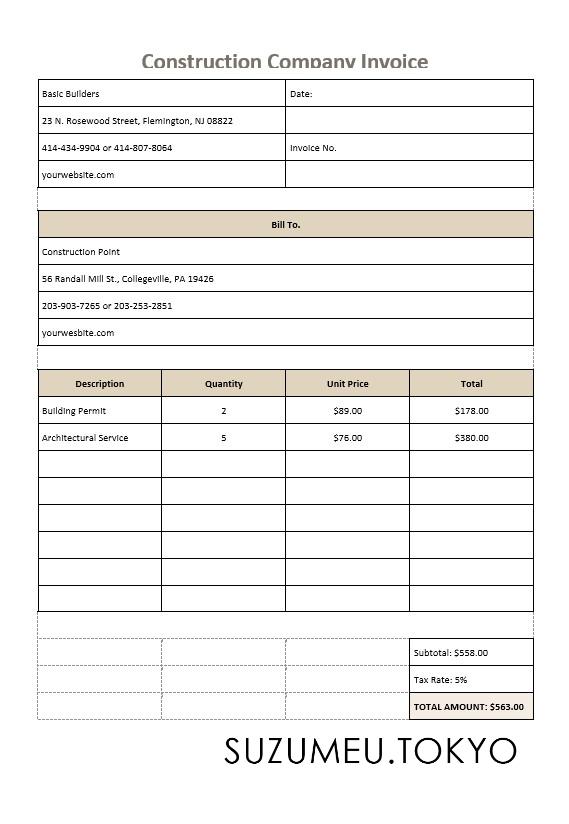 Construction Company Invoice
Basic Builders Date:
23 N. Rosewood Street, Flemington, NJ 08822
414-434-9904 or 414-807-8064 Invoice No.
yourwebsite.com
Bill To.
Construction Point
56 Randall Mill St., Collegeville, PA 19426
203-903-7265 or 203-253-2851
yourwesbite.com
Description Quantity Unit Price Total
Building Permit 2 $89.00 $178.00
Architectural Service 5 $76.00 $380.00
Subtotal: $558.00
Tax Rate: 5%
TOTAL AMOUNT: $563.00
SUZUMEU.TOKYO